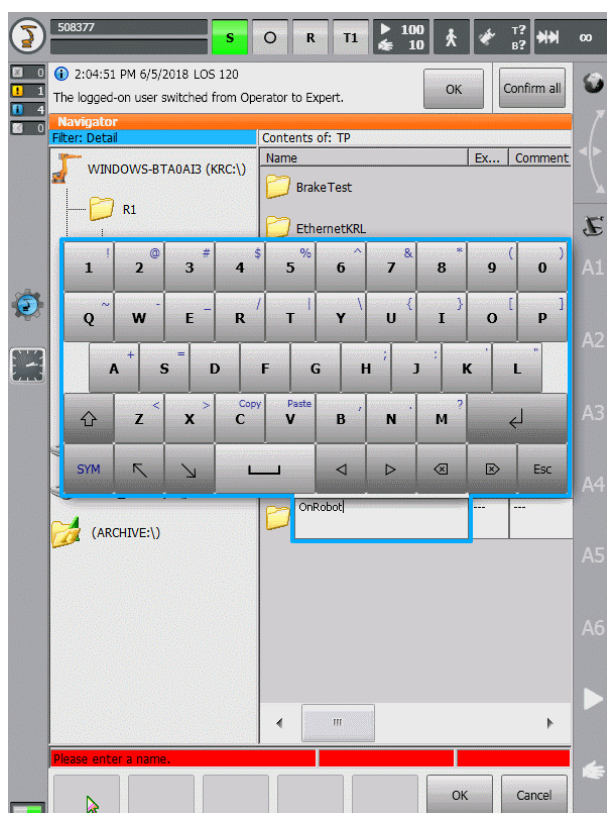 508377
S O R T1 100 10 T? B? ∞
0
1
4
0
2:04:51 PM 6/5/2018 LOS 120
The logged-on user switched from Operator to Expert.
OK
Confirm all
Navigator
Filter: Detail
Contents of: TP
Name Ex... Comment
WINDOWS-BTA0AI3 (KRC:\)
R1
BrakeTest
EthernetKRL
! @ # $ % ^ & * ( )
1 2 3 4 5 6 7 8 9 0
~ - _ / | \ { } [ ]
Q W E R T Y U I O P
+ = ; : ' "
A S D F G H J K L
< > Copy Paste , . ?
Z X C V B N M
SYM Esc
OnRobot --- ---
(ARCHIVE:\)
A1
A2
A3
A4
A5
A6
Please enter a name.
OK Cancel